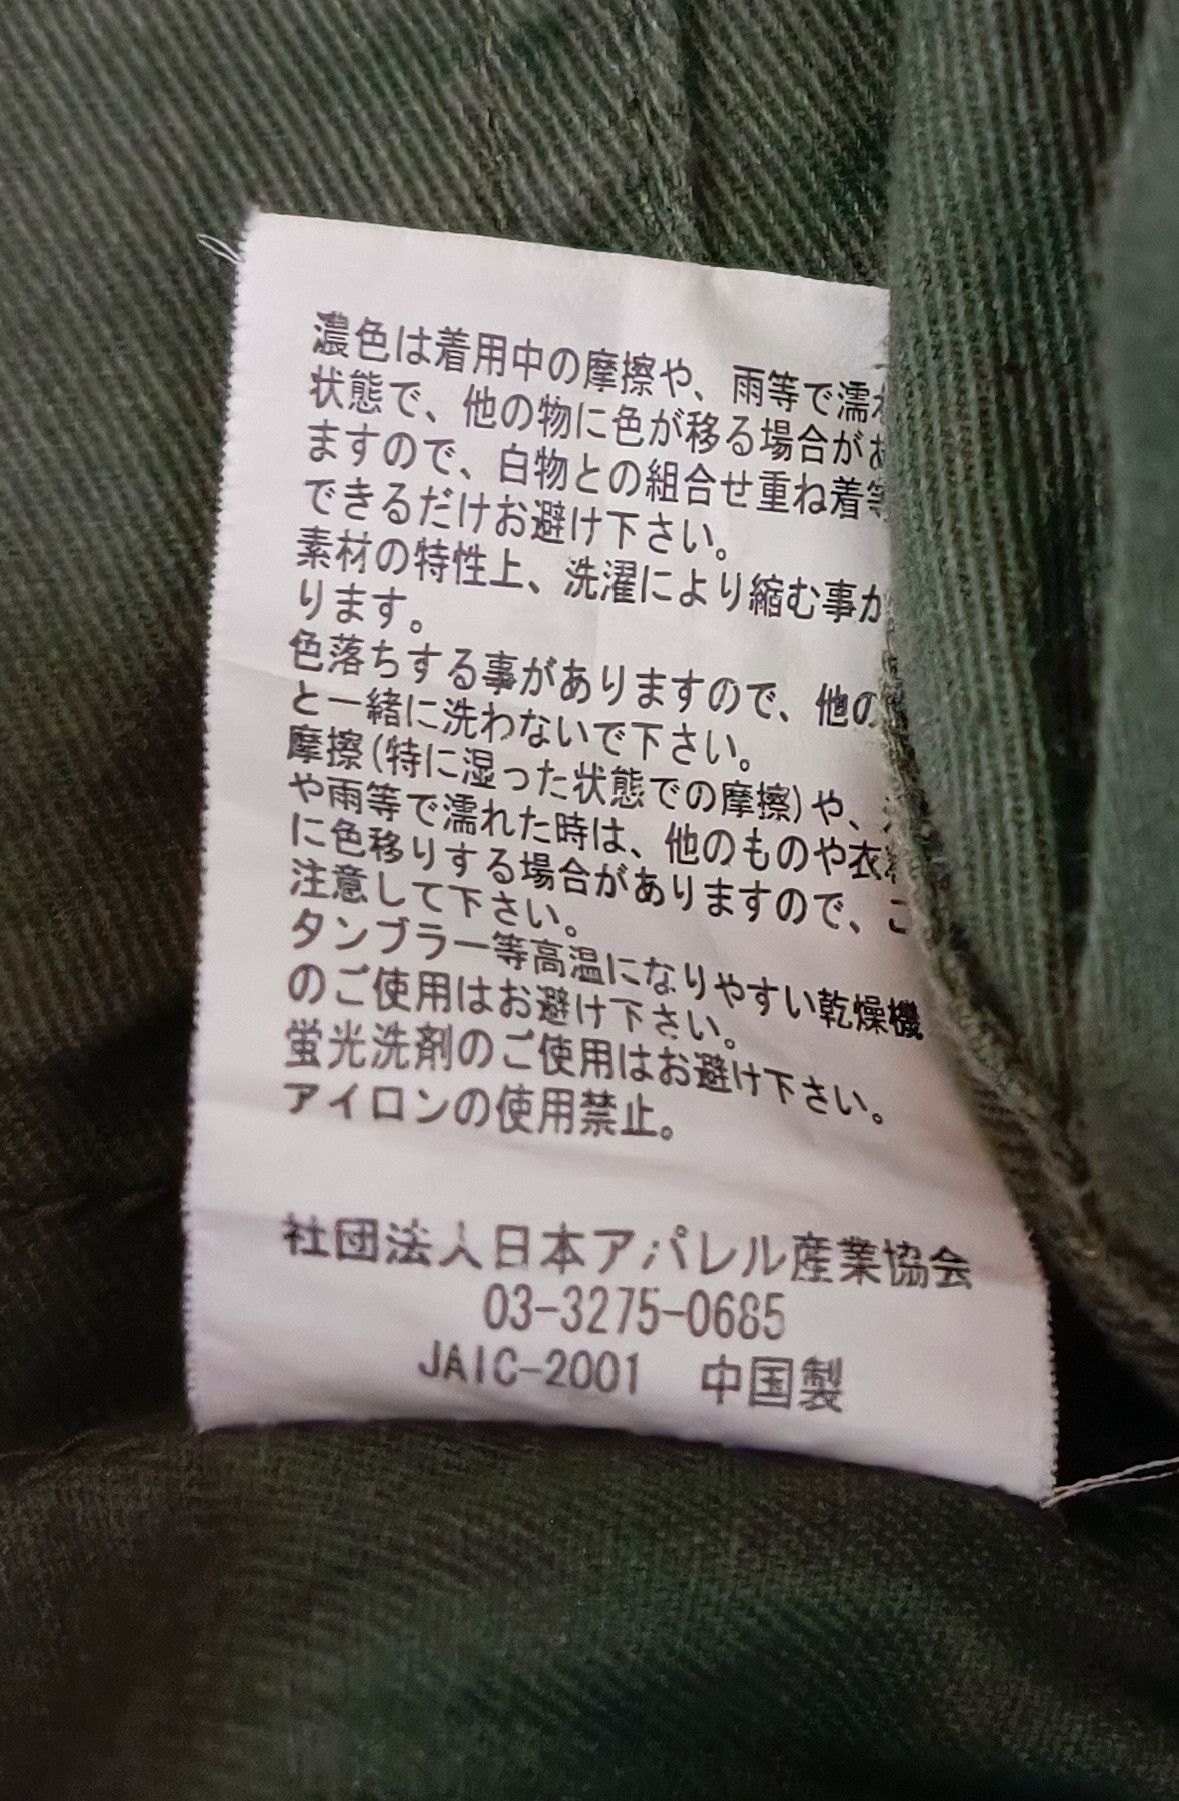 濃色は着用中の摩擦や、雨等で濡
状態で、他の物に色が移る場合があ
ますので、白物との組合せ重ね着等
できるだけお避け下さい。
素材の特性上、洗濯により縮む事が
ります。
色落ちする事がありますので、他の
と一緒に洗わないで下さい。
摩擦(特に湿った状態での摩擦)や、
や雨等で濡れた時は、他のものや衣
に色移りする場合がありますので、ご
注意して下さい。
タンブラー等高温になりやすい乾燥機
のご使用はお避け下さい。
蛍光洗剤のご使用はお避け下さい。
アイロンの使用禁止。
社団法人日本アパレル産業協会
03-3275-0685
JAIC-2001 中国製